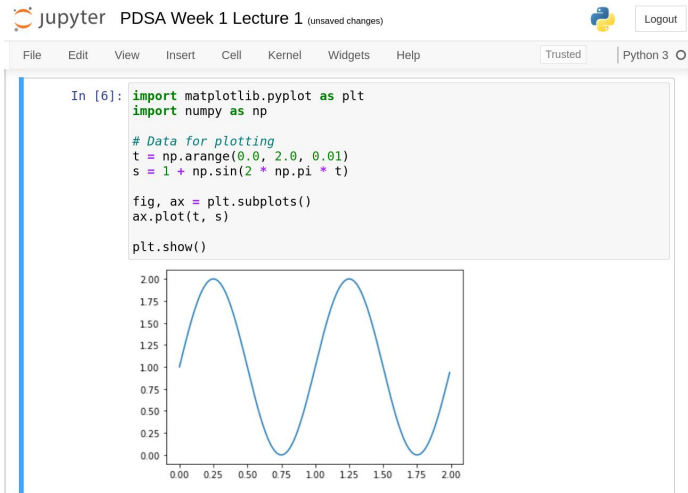 jupyter PDSA Week 1 Lecture 1 (unsaved changes) Logout
File Edit View Insert Cell Kernel Widgets Help Trusted Python 3
In [6]: import matplotlib.pyplot as plt
import numpy as np
# Data for plotting
t = np.arange(0.0, 2.0, 0.01)
s = 1 + np.sin(2 * np.pi * t)
fig, ax = plt.subplots()
ax.plot(t, s)
plt.show()
2.00
1.75
1.50
1.25
1.00
0.75
0.50
0.25
0.00
0.00 0.25 0.50 0.75 1.00 1.25 1.50 1.75 2.00